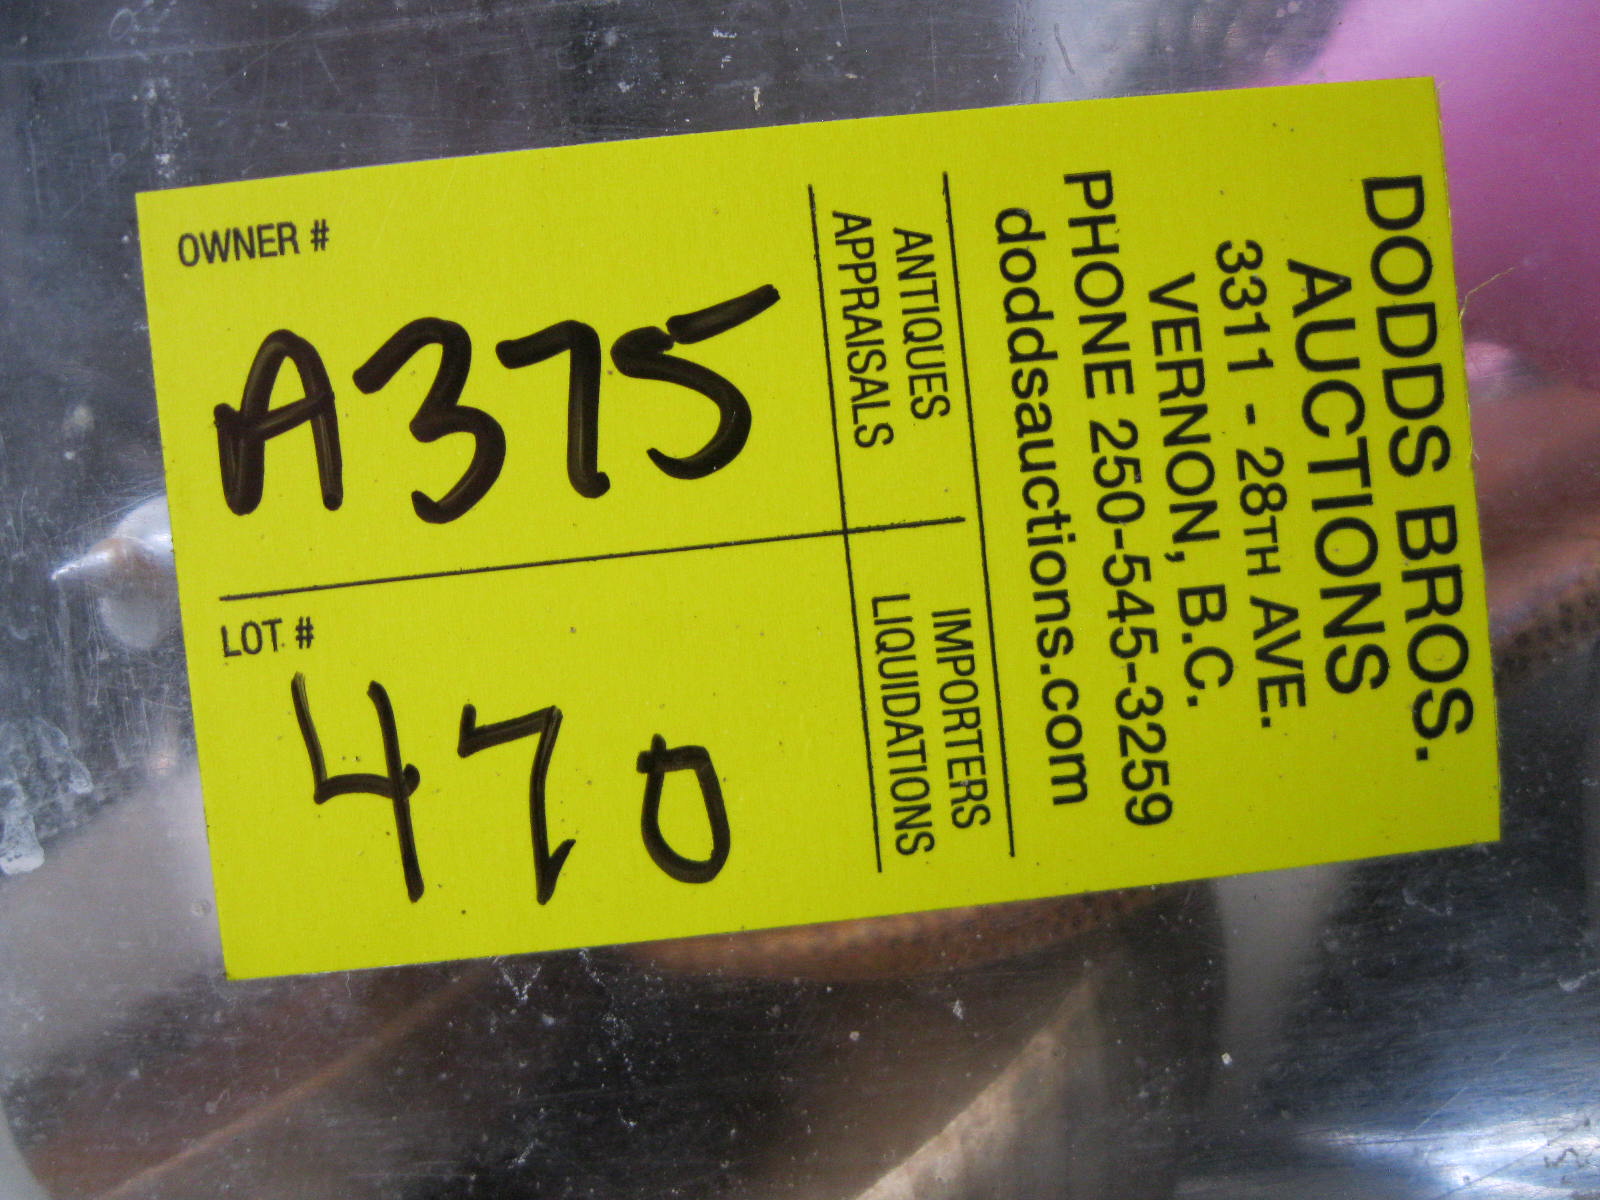 DODDS BROS.
AUCTIONS
3311 - 28TH AVE.
VERNON, B.C.
PHONE 250-545-3259
doddsauctions.com
ANTIQUES
APPRAISALS
IMPORTERS
LIQUIDATIONS
OWNER #
A375
LOT #
470